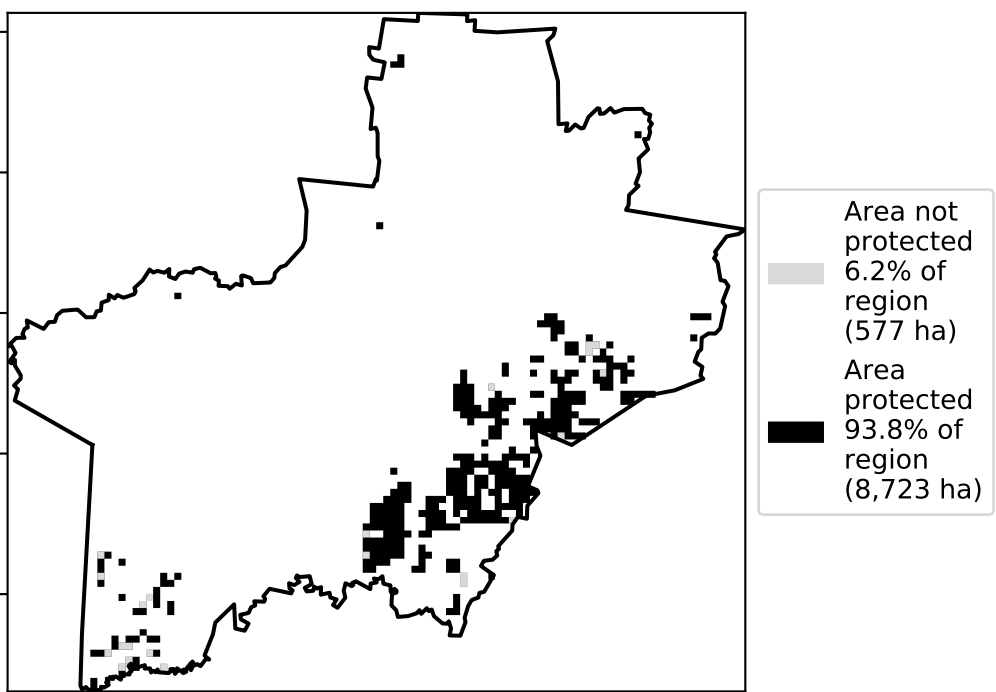 Area not
protected
6.2% of
region
(577 ha)
Area
protected
93.8% of
region
(8,723 ha)